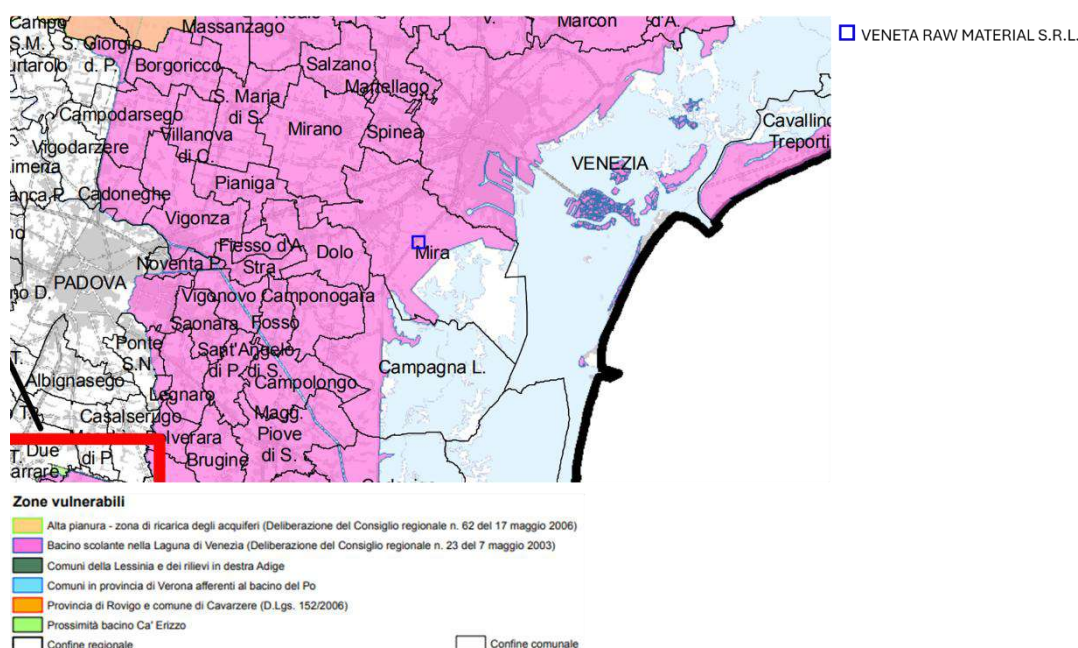 Campo
S.M.
S. Giorgio
d. P.
Massanzago
V.
Marcon
d'A.
VENETA RAW MATERIAL S.R.L.
Borgoricco
Salzano
Martellago
Campodarsego
S. Maria
di S.
Mirano
Spinea
Cavallino
Treporti
Vigodarzere
Villanova
di C.
VENEZIA
Pianiga
Cadoneghe
Vigonza
Fiesso d'A.
Dolo
Mira
Noventa P.
Stra
PADOVA
no D.
Vigonovo
Camponogara
Saonara
Fosso
Ponte
S.N.
Sant'Angelo
di P. di S.
Campagna L.
T.
Albignasego
Legnaro
Campolongo
Magg.
Casalserugo
Polverara
Piove
di S.
Due
di P.
T.
Brugine
Zone vulnerabili
Alta pianura - zona di ricarica degli acquiferi (Deliberazione del Consiglio regionale n. 62 del 17 maggio 2006)
Bacino scolante nella Laguna di Venezia (Deliberazione del Consiglio regionale n. 23 del 7 maggio 2003)
Comuni della Lessinia e dei rilievi in destra Adige
Comuni in provincia di Verona afferenti al bacino del Po
Provincia di Rovigo e comune di Cavarzere (D.Lgs. 152/2006)
Prossimità bacino Ca' Erizzo
Confine regionale
Confine comunale